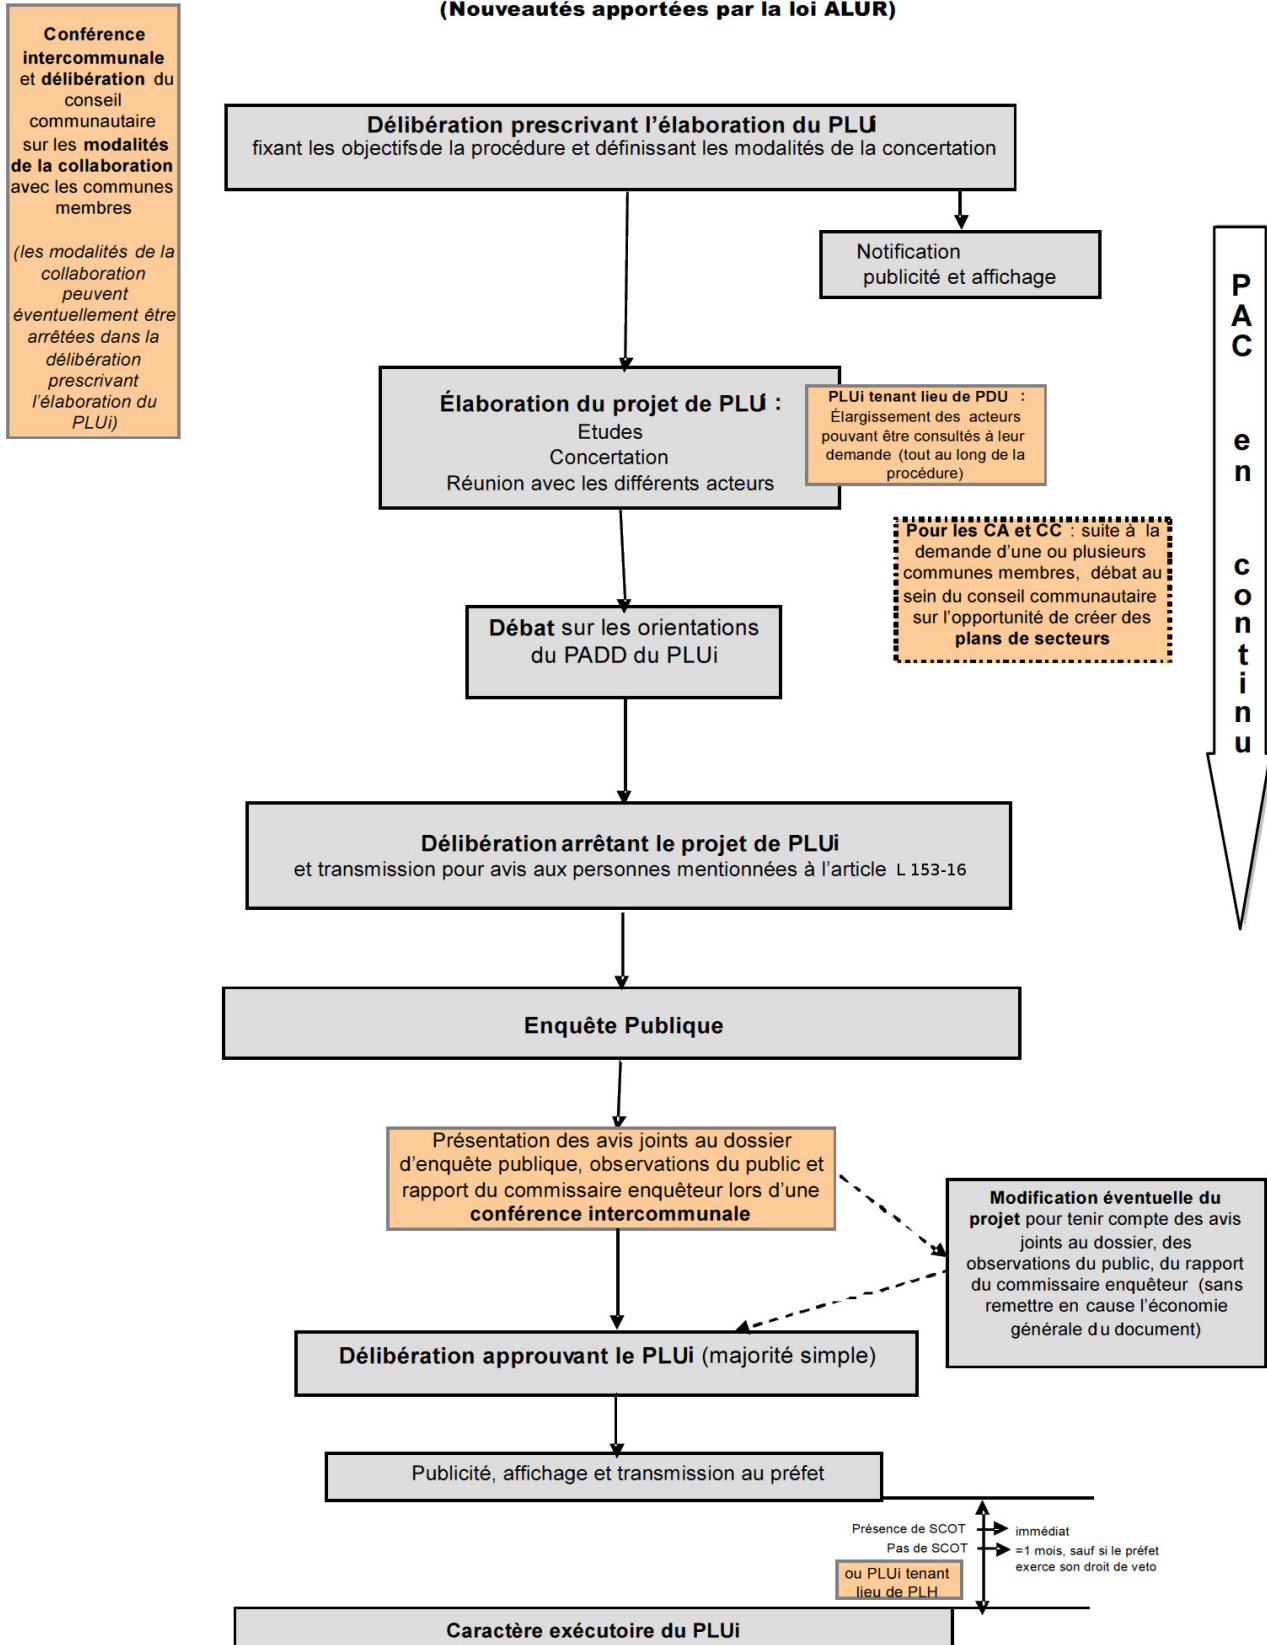 (Nouveautés apportées par la loi ALUR)
Conférence
intercommunale
et délibération du
conseil
communautaire
sur les modalités
de la collaboration
avec les communes
membres
(les modalités de la
collaboration
peuvent
éventuellement être
arrêtées dans la
délibération
prescrivant
l'élaboration du
PLUi)
Délibération prescrivant l'élaboration du PLUi
fixant les objectifs de la procédure et définissant les modalités de la concertation
Notification
publicité et affichage
PAC en continu
Élaboration du projet de PLUi :
Etudes
Concertation
Réunion avec les différents acteurs
PLUi tenant lieu de PDU :
Élargissement des acteurs
pouvant être consultés à leur
demande (tout au long de la
procédure)
Pour les CA et CC : suite à la
demande d'une ou plusieurs
communes membres, débat au
sein du conseil communautaire
sur l'opportunité de créer des
plans de secteurs
Débat sur les orientations
du PADD du PLUi
Délibération arrêtant le projet de PLUi
et transmission pour avis aux personnes mentionnées à l'article L 153-16
Enquête Publique
Présentation des avis joints au dossier
d'enquête publique, observations du public et
rapport du commissaire enquêteur lors d'une
conférence intercommunale
Modification éventuelle du
projet pour tenir compte des avis
joints au dossier, des
observations du public, du rapport
du commissaire enquêteur (sans
remettre en cause l'économie
générale du document)
Délibération approuvant le PLUi (majorité simple)
Publicité, affichage et transmission au préfet
Présence de SCOT
immédiat
Pas de SCOT
=1 mois, sauf si le préfet
exerce son droit de veto
ou PLUi tenant
lieu de PLH
Caractère exécutoire du PLUi